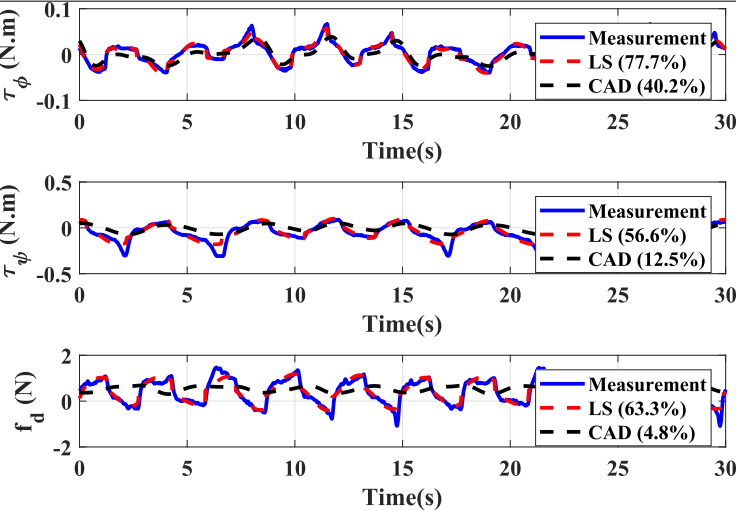 0.1
0
-0.1
τϕ (N.m)
Measurement
LS (77.7%)
CAD (40.2%)
0 5 10 15 20 25 30
Time(s)
0.5
0
-0.5
τψ (N.m)
Measurement
LS (56.6%)
CAD (12.5%)
0 5 10 15 20 25 30
Time(s)
2
0
-2
fd (N)
Measurement
LS (63.3%)
CAD (4.8%)
0 5 10 15 20 25 30
Time(s)